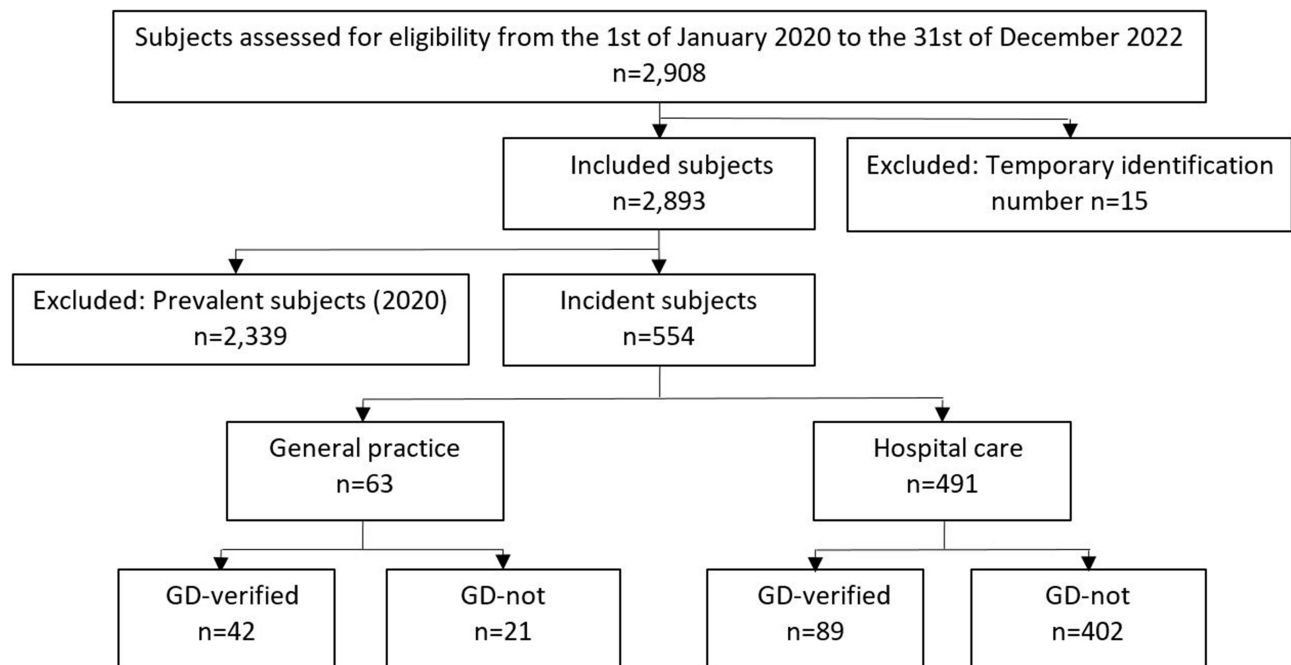 Subjects assessed for eligibility from the 1st of January 2020 to the 31st of December 2022
n=2,908
Included subjects
n=2,893
Excluded: Temporary identification
number n=15
Excluded: Prevalent subjects (2020)
n=2,339
Incident subjects
n=554
General practice
n=63
Hospital care
n=491
GD-verified
n=42
GD-not
n=21
GD-verified
n=89
GD-not
n=402